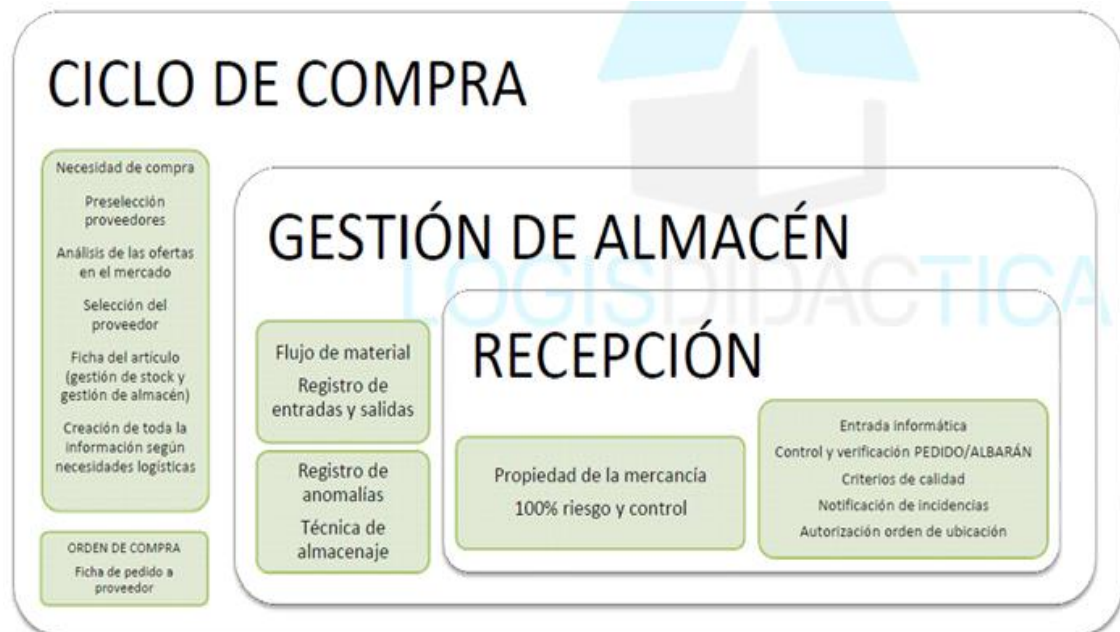 CICLO DE COMPRA
Necesidad de compra
Preselección
proveedores
Análisis de las ofertas
en el mercado
Selección del
proveedor
Ficha del artículo
(gestión de stock y
gestión de almacén)
Creación de toda la
información según
necesidades logísticas
ORDEN DE COMPRA
Ficha de pedido a
proveedor
GESTIÓN DE ALMACÉN
LOGISDIDACTICA
Flujo de material
Registro de
entradas y salidas
Registro de
anomalías
Técnica de
almacenaje
RECEPCIÓN
Propiedad de la mercancía
100% riesgo y control
Entrada informática
Control y verificación PEDIDO/ALBARÁN
Criterios de calidad
Notificación de incidencias
Autorización orden de ubicación